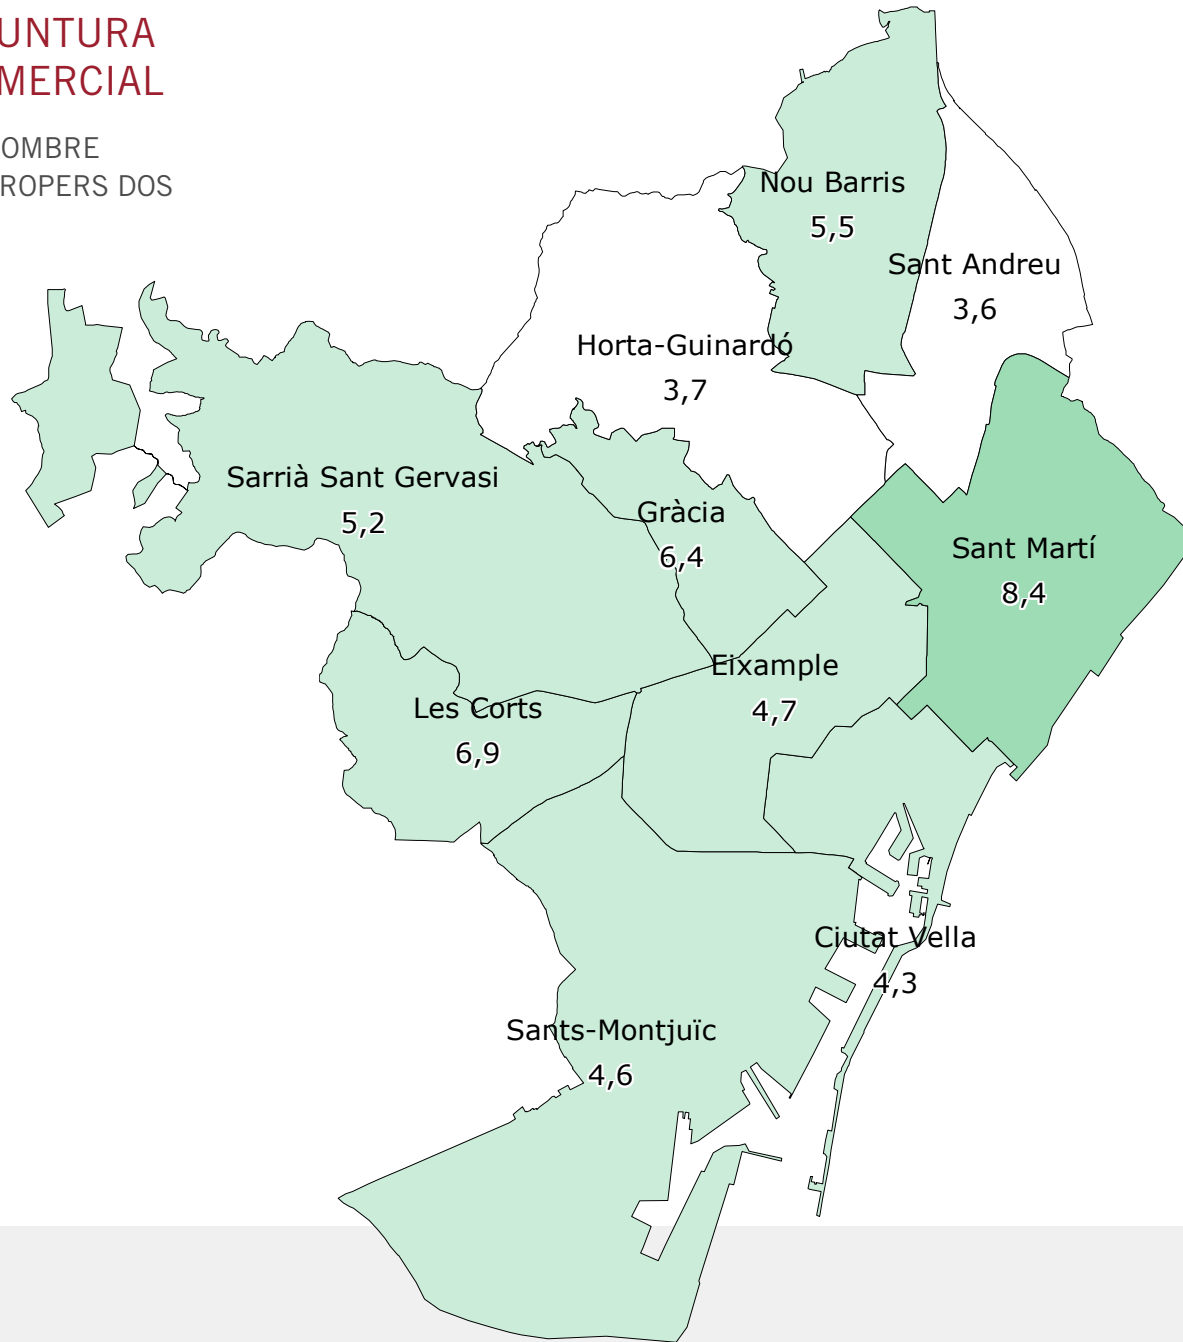 UNTURA
MERCIAL
OMBRE
ROPERS DOS
Nou Barris
5,5
Sant Andreu
3,6
Horta-Guinardó
3,7
Sarrià Sant Gervasi
5,2
Gràcia
6,4
Sant Martí
8,4
Eixample
4,7
Les Corts
6,9
Ciutat Vella
4,3
Sants-Montjuïc
4,6